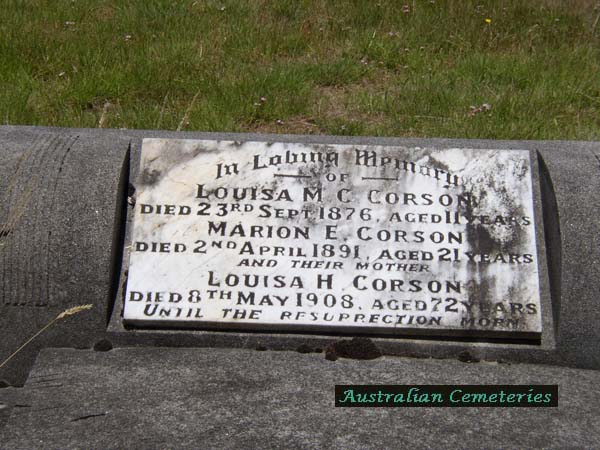 In Loving Memory
OF
LOUISA M. C. CORSON
DIED 23RD SEPT 1876, AGED 11 YEARS
MARION E. CORSON
DIED 2ND APRIL 1891, AGED 21 YEARS
AND THEIR MOTHER
LOUISA H. CORSON
DIED 8TH MAY 1908, AGED 72 YEARS
UNTIL THE RESURRECTION MORN
Australian Cemeteries